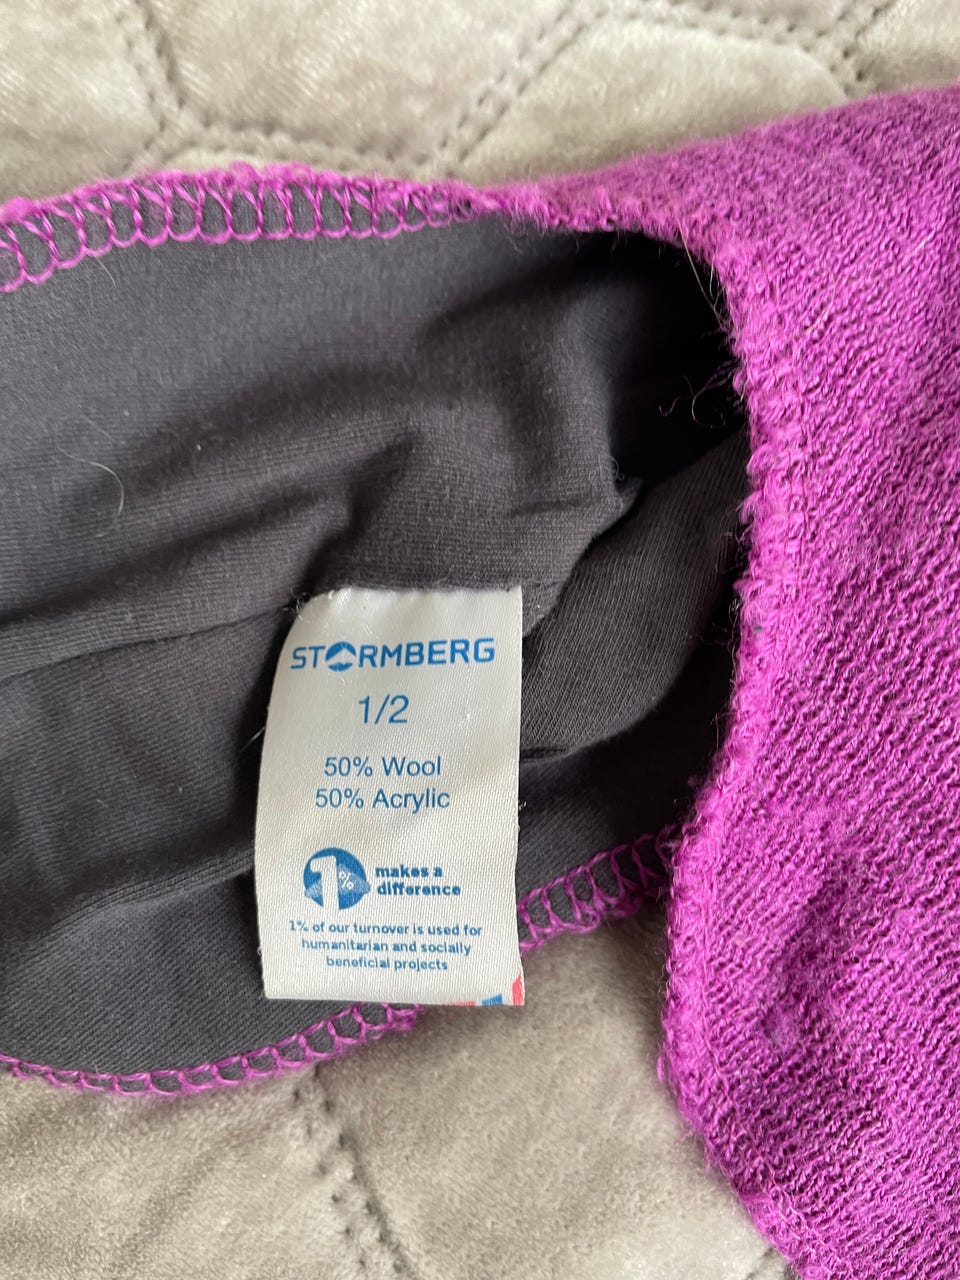 STORMBERG
1/2
50% Wool
50% Acrylic
1% makes a
difference
1% of our turnover is used for
humanitarian and socially
beneficial projects